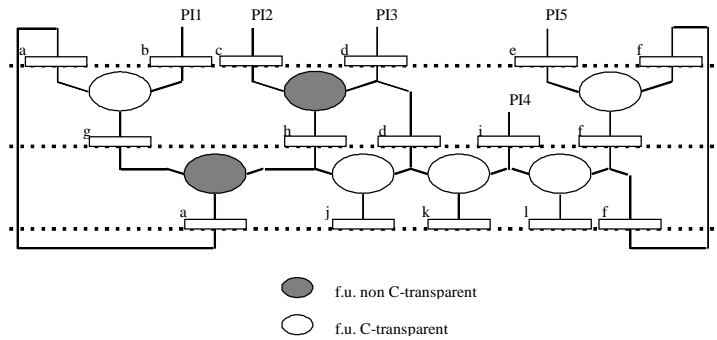 PI1 PI2 PI3 PI5
a b c d e f
PI4
g h d i f
a j k l f
f.u. non C-transparent
f.u. C-transparent